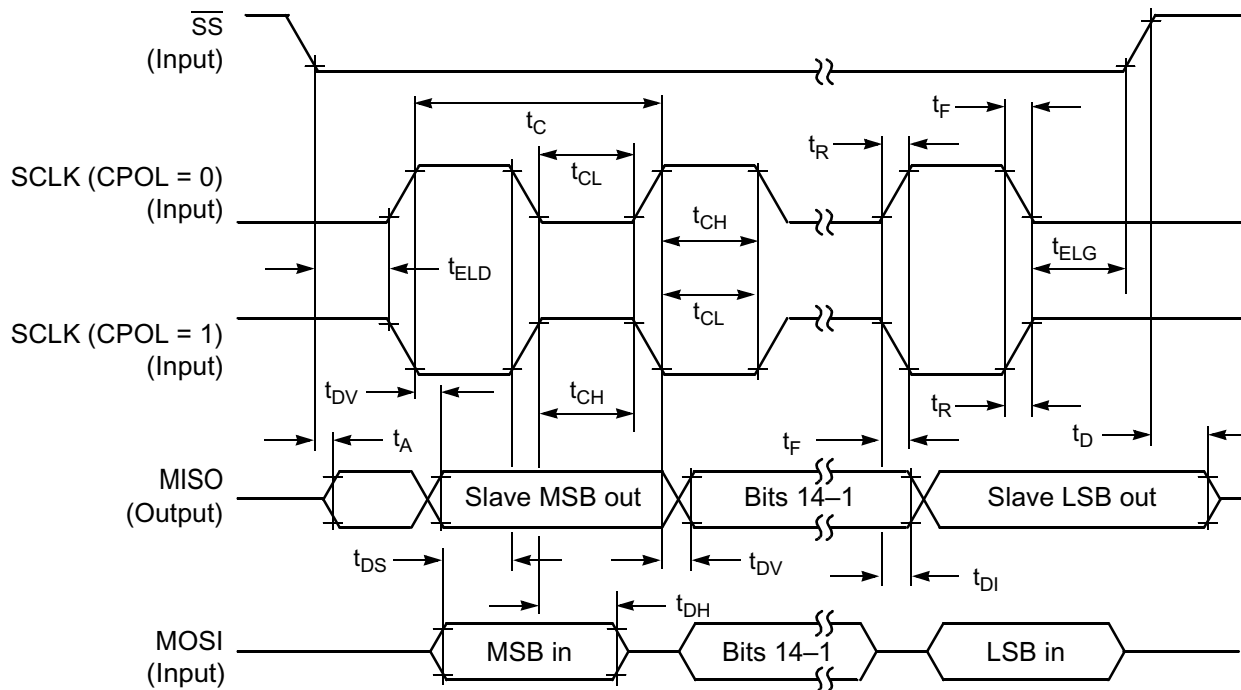 SS
(Input)
t_C
t_F
t_R
SCLK (CPOL = 0)
(Input)
t_CL
t_CH
t_ELD
t_ELG
t_CL
SCLK (CPOL = 1)
(Input)
t_DV
t_CH
t_R
t_A
t_F
t_D
MISO
(Output)
Slave MSB out
Bits 14–1
Slave LSB out
t_DS
t_DV
t_DI
t_DH
MOSI
(Input)
MSB in
Bits 14–1
LSB in